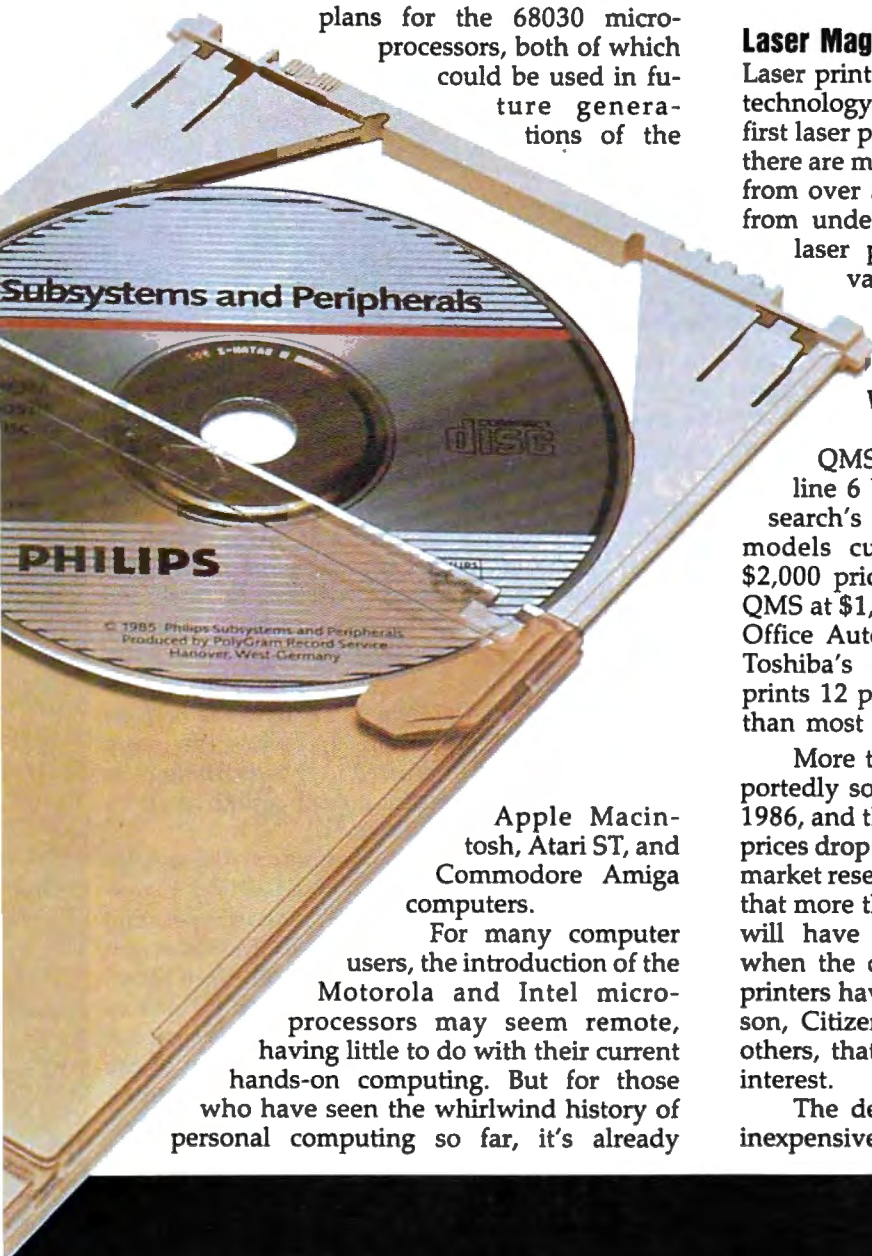 plans for the 68030 micro-
processors, both of which
could be used in fu-
ture genera-
tions of the
Subsystems and Peripherals
disc
PHILIPS
© 1985 Philips Subsystems and Peripherals
Produced by PolyGram Record Service
Hanover, West-Germany
Apple Macin-
tosh, Atari ST, and
Commodore Amiga
computers.
For many computer
users, the introduction of the
Motorola and Intel micro-
processors may seem remote,
having little to do with their current
hands-on computing. But for those
who have seen the whirlwind history of
personal computing so far, it's already
Laser Mag
Laser print
technology
first laser p
there are m
from over
from unde
laser p
va
QMS
line 6
search's
models cu
$2,000 pric
QMS at $1,
Office Auto
Toshiba's
prints 12 p
than most
More t
portedly so
1986, and t
prices drop
market rese
that more t
will have
when the
printers hav
son, Citize
others, that
interest.
The de
inexpensive